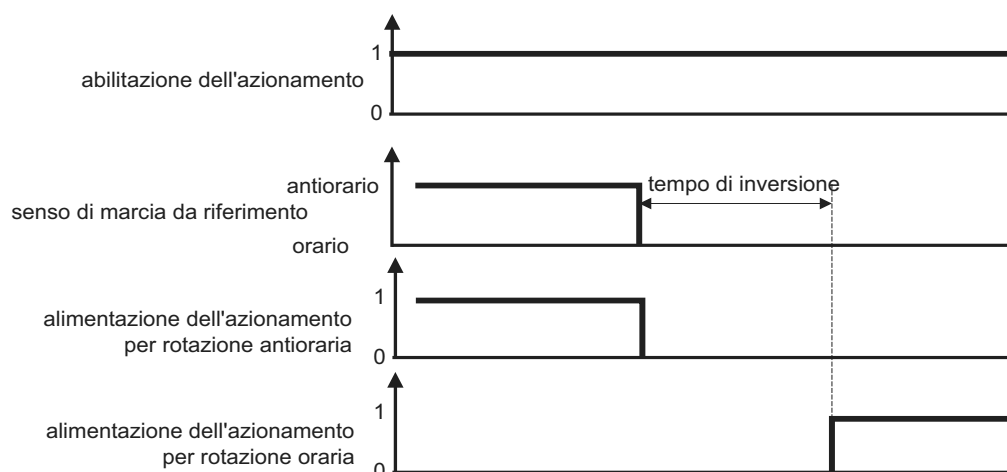 1
abilitazione dell'azionamento
0
antiorario
tempo di inversione
senso di marcia da riferimento
orario
1
alimentazione dell'azionamento
per rotazione antioraria
0
1
alimentazione dell'azionamento
per rotazione oraria
0